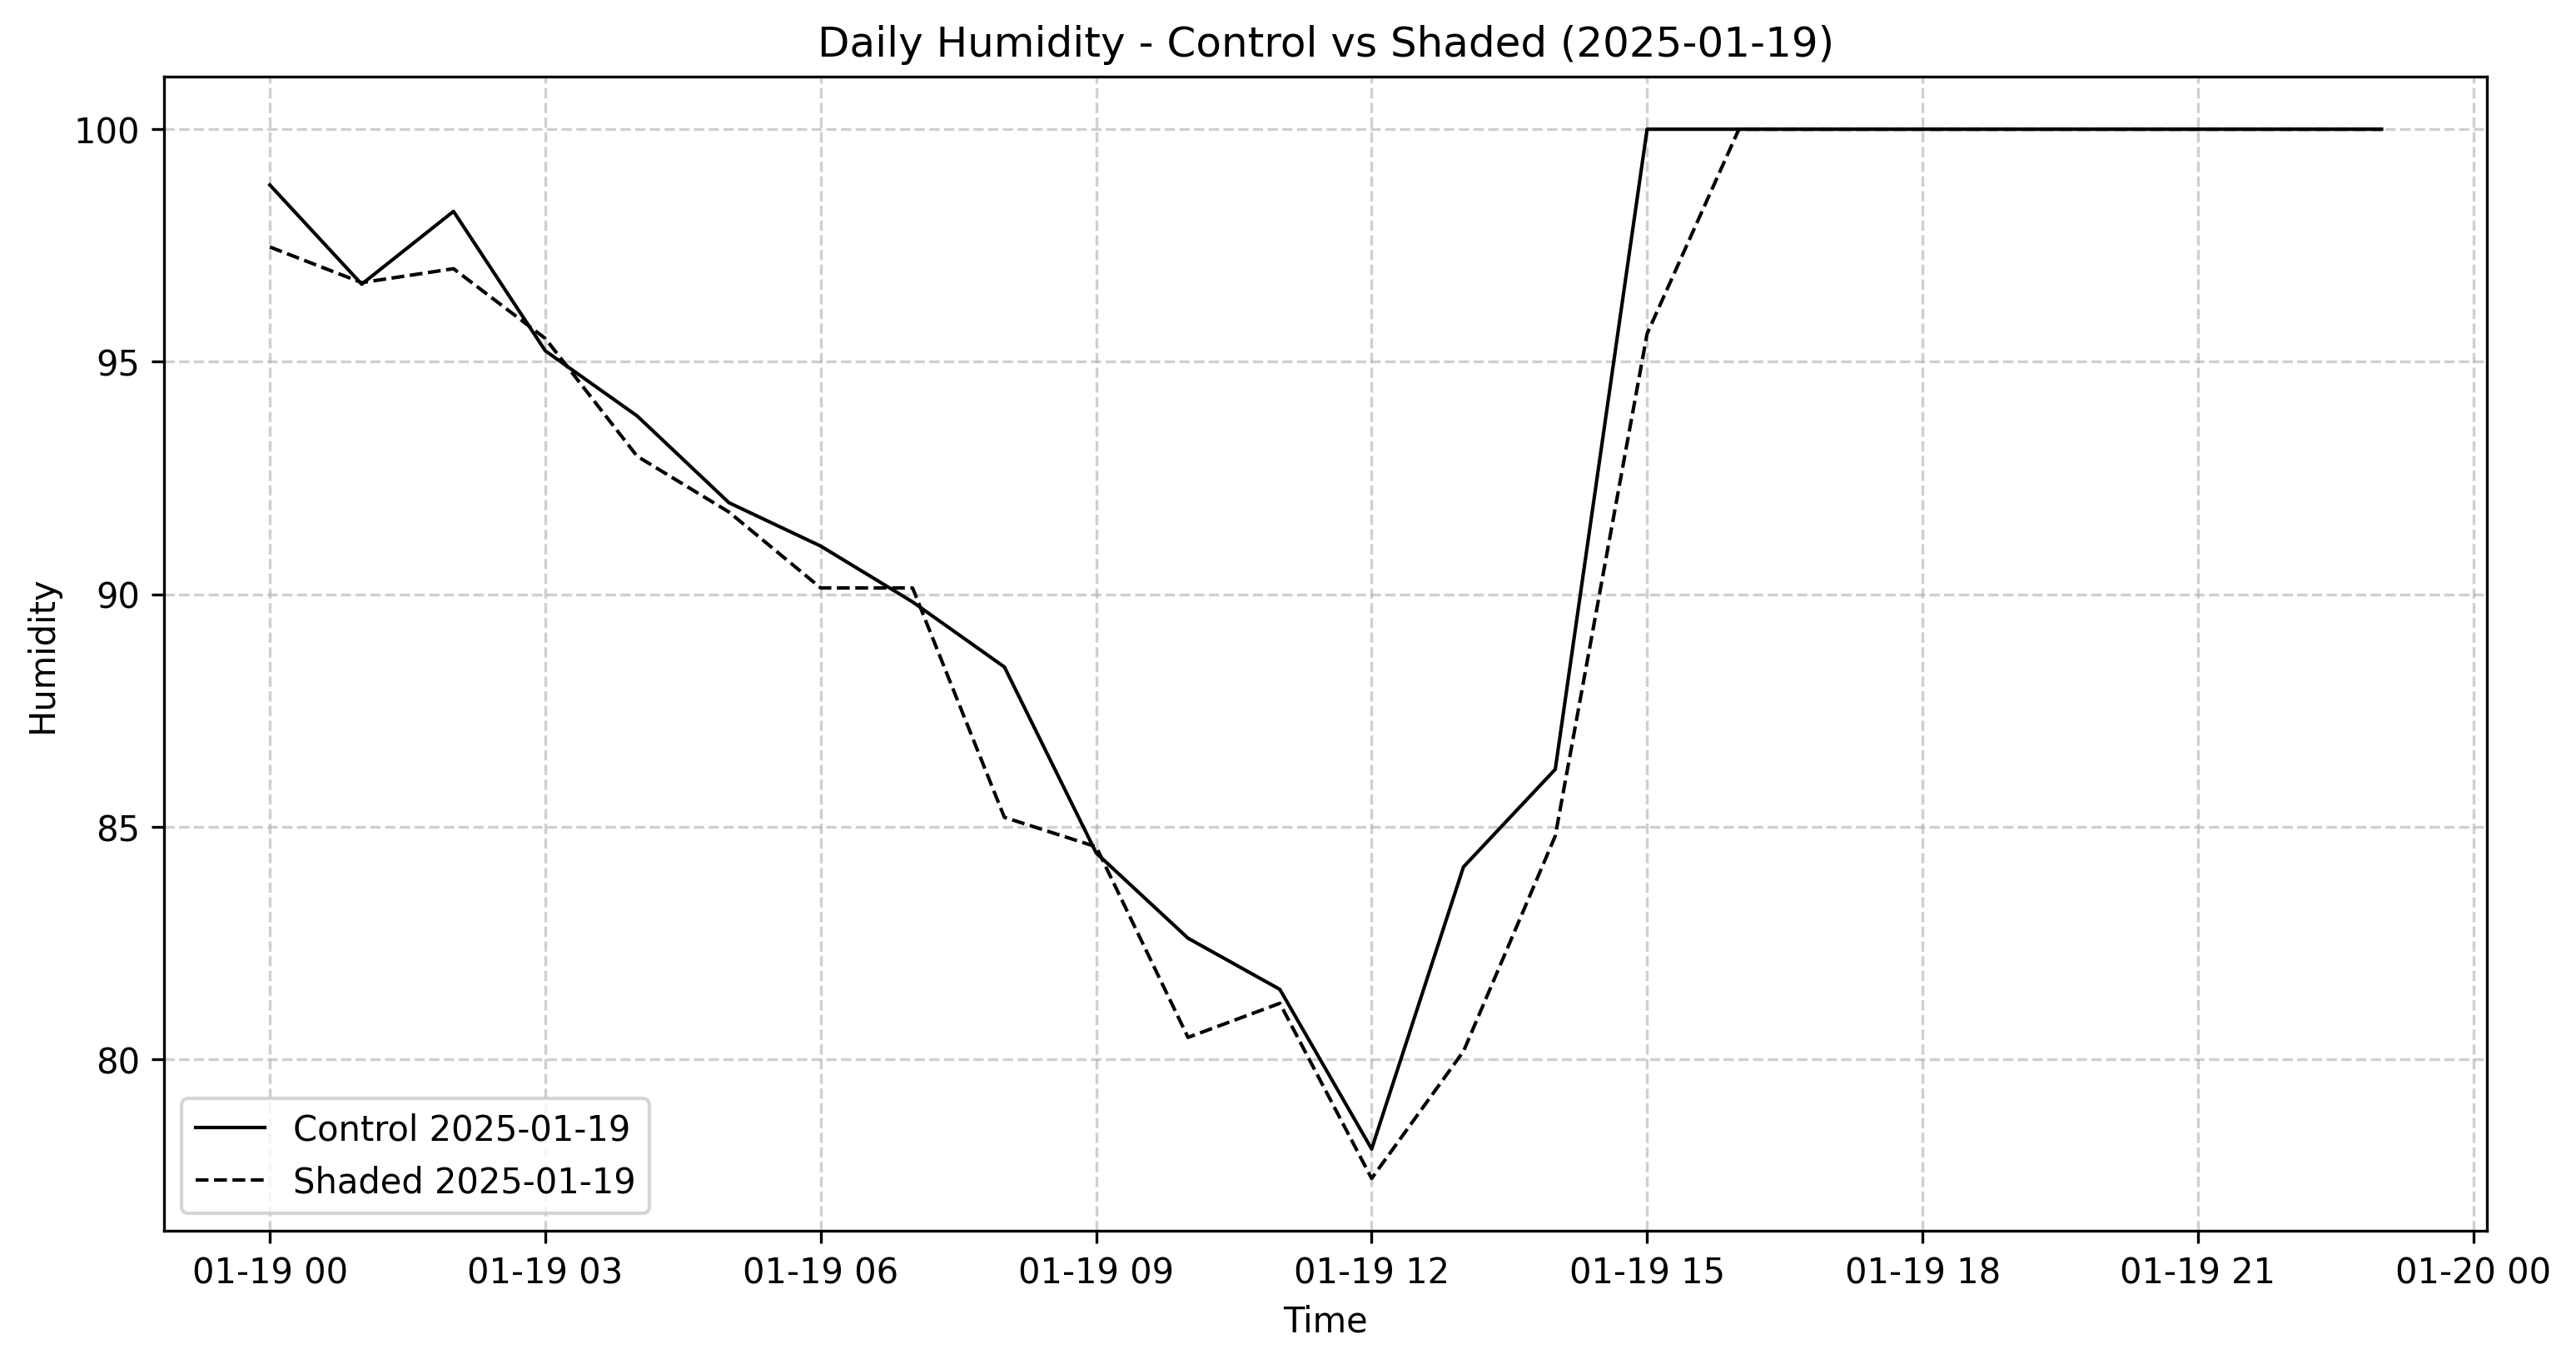 Daily Humidity - Control vs Shaded (2025-01-19)
Humidity
100
95
90
85
80
Control 2025-01-19
Shaded 2025-01-19
01-19 00
01-19 03
01-19 06
01-19 09
01-19 12
01-19 15
01-19 18
01-19 21
01-20 00
Time